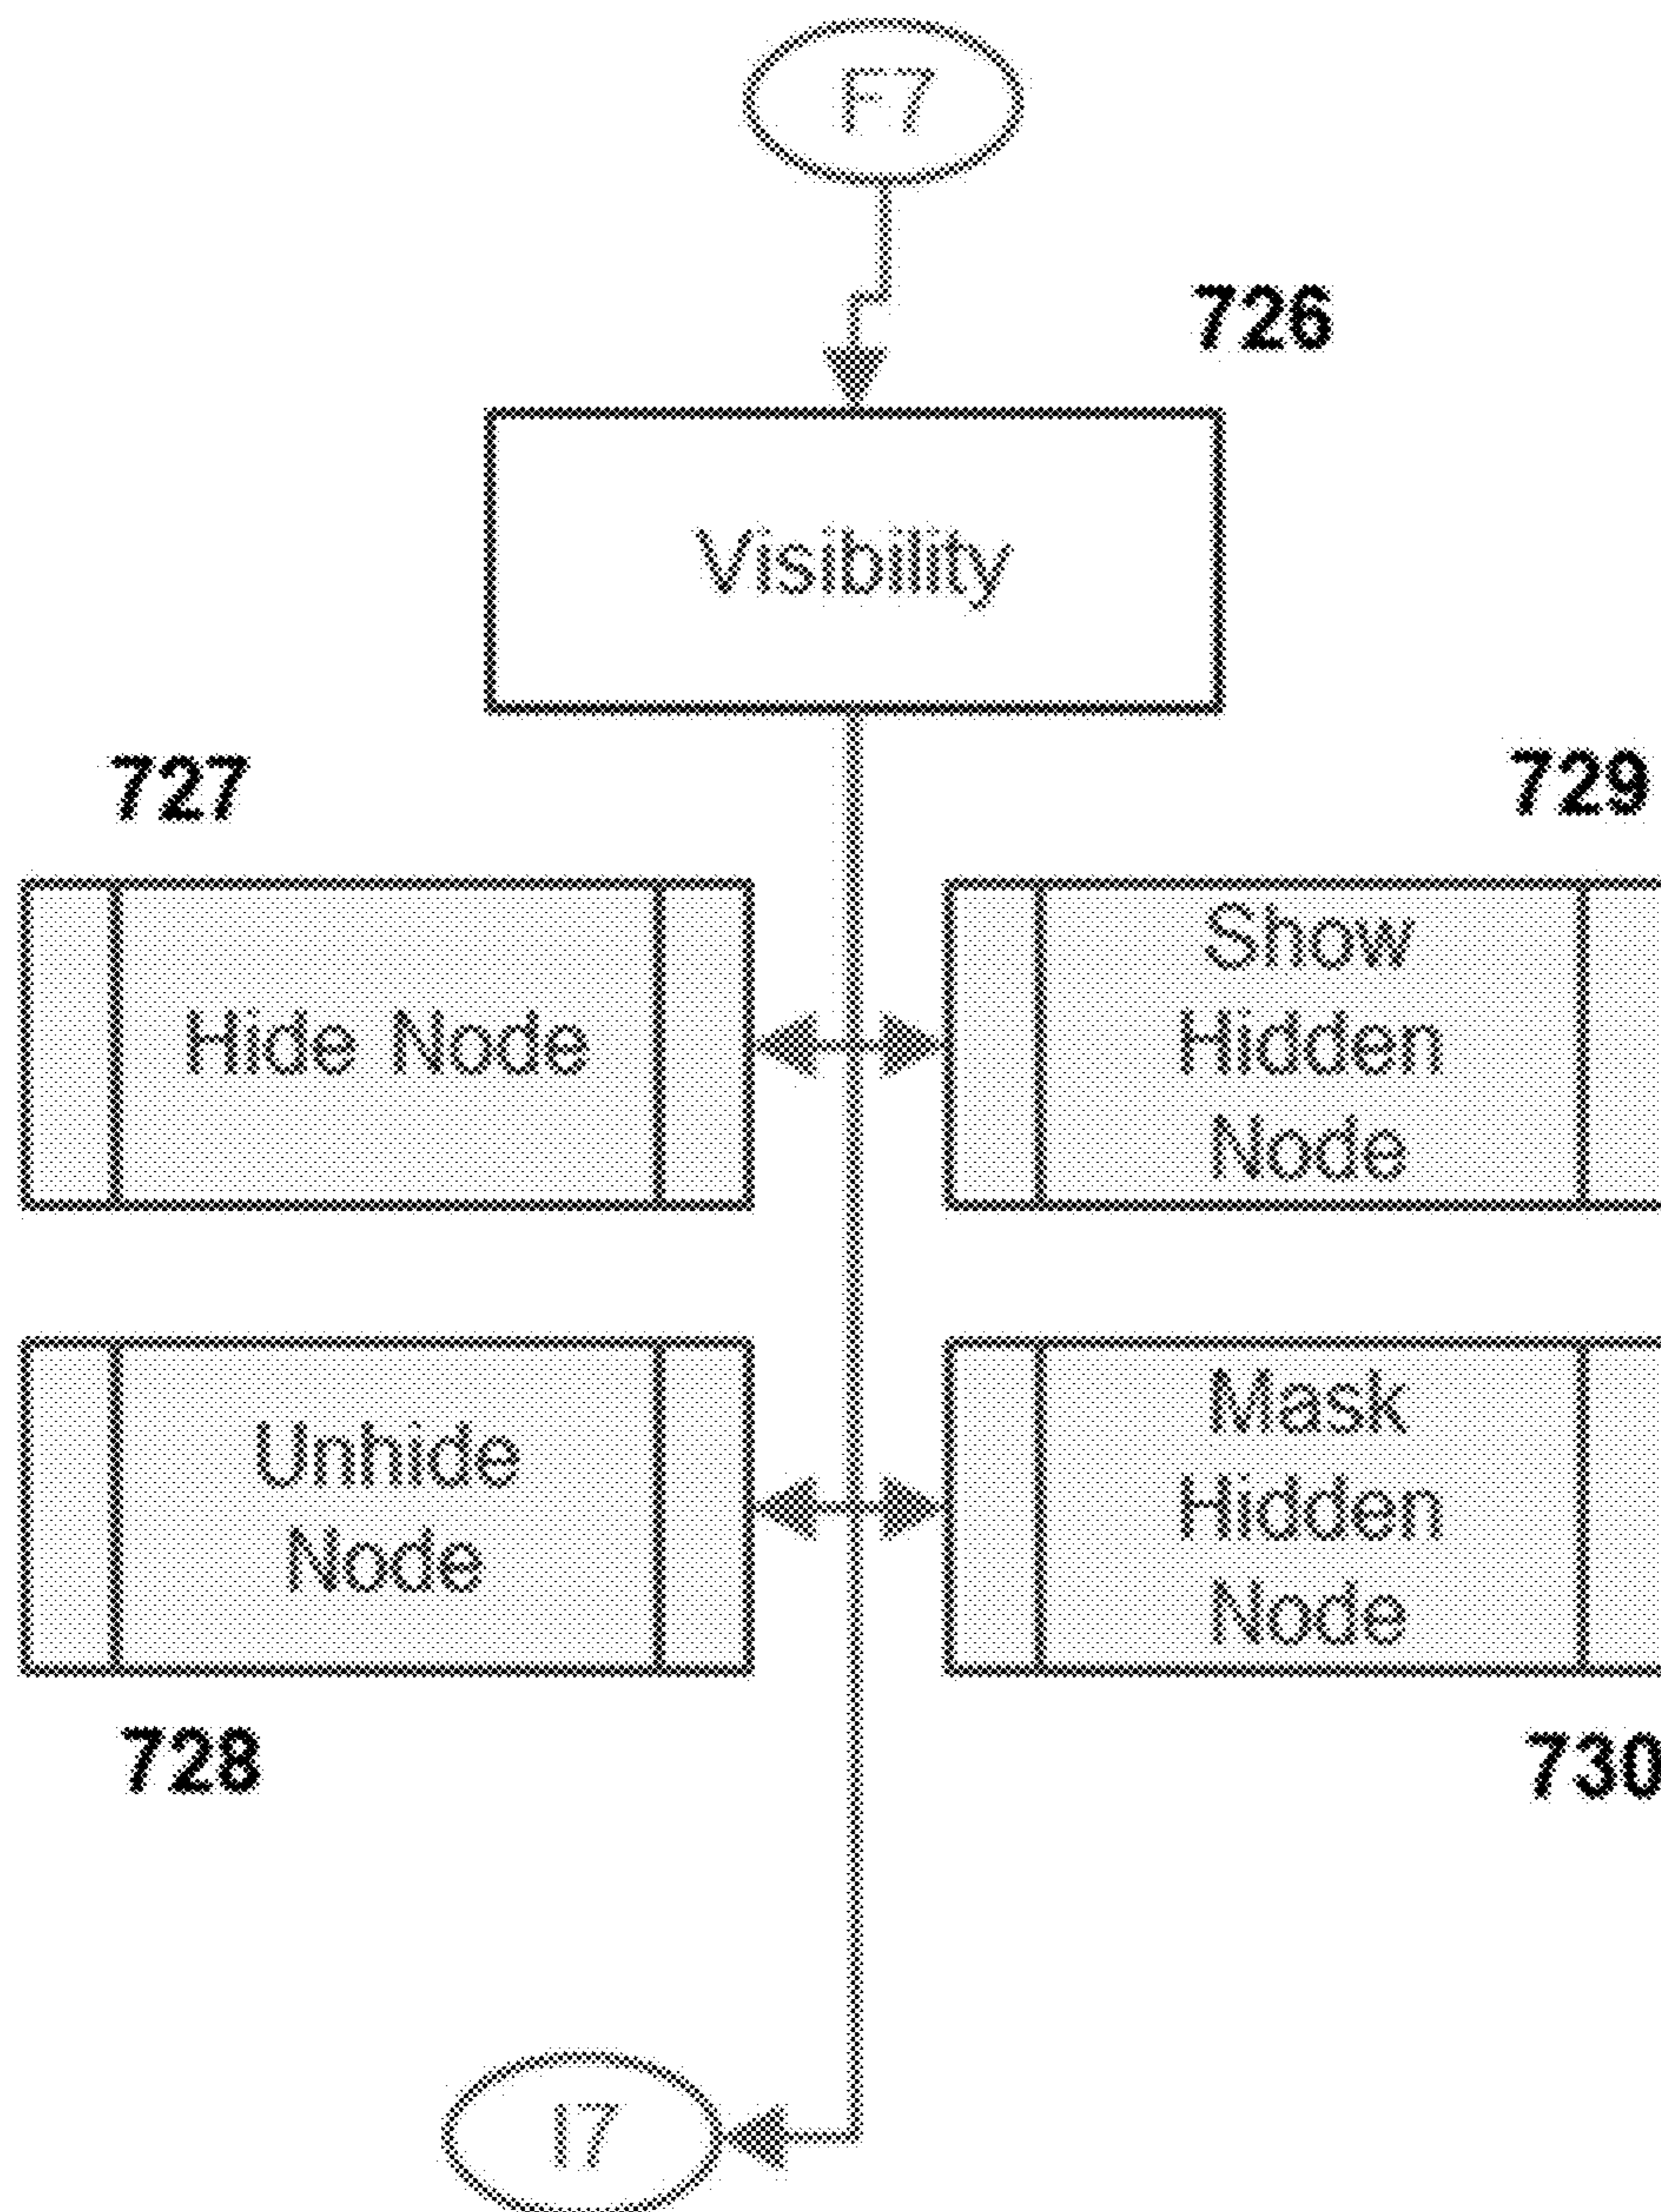 F7
726
Visibility
727
729
Hide Node
Show
Hidden
Node
Unhide
Node
Mask
Hidden
Node
728
730
I7